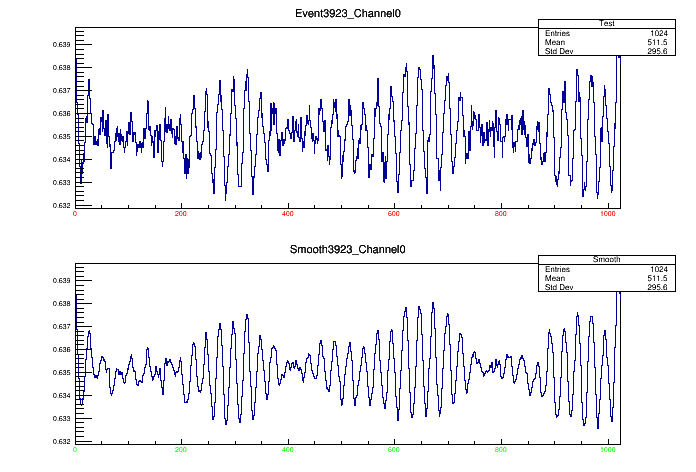 Event3923_Channel0
Test
Entries 1024
Mean 511.5
Std Dev 295.6
0.639
0.638
0.637
0.636
0.635
0.634
0.633
0.632
0 200 400 600 800 1000
Smooth3923_Channel0
Smooth
Entries 1024
Mean 511.5
Std Dev 295.6
0.639
0.638
0.637
0.636
0.635
0.634
0.633
0.632
0 200 400 600 800 1000